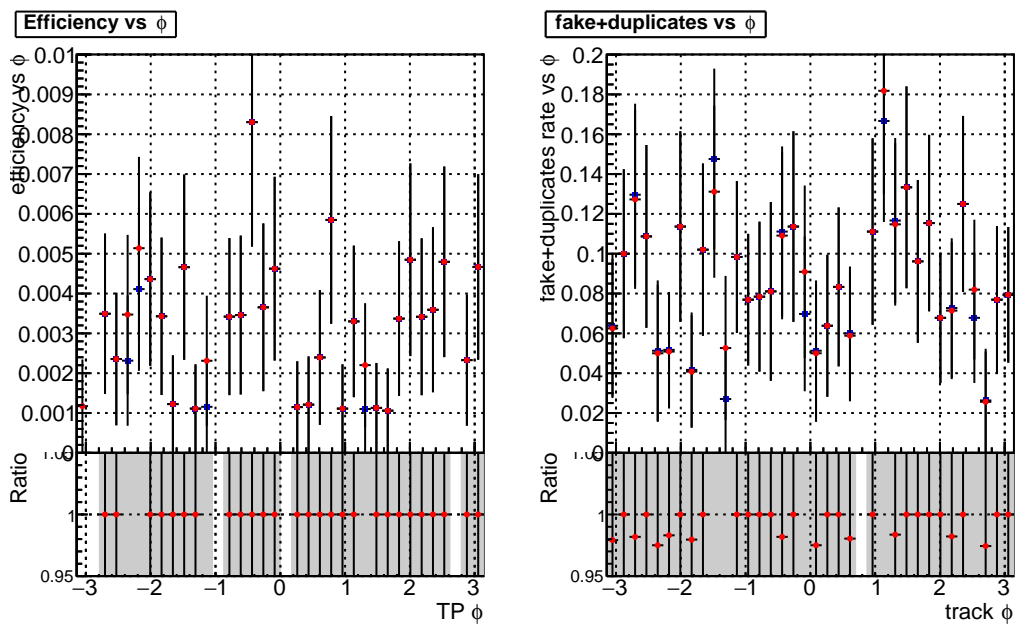 Efficiency vs ϕ
efficiency vs ϕ
0.01
0.009
0.008
0.007
0.006
0.005
0.004
0.003
0.002
0.001
0
Ratio
1
0.95
−3 −2 −1 0 1 2 3
TP ϕ
fake+duplicates vs ϕ
fake+duplicates rate vs ϕ
0.2
0.18
0.16
0.14
0.12
0.1
0.08
0.06
0.04
0.02
0
Ratio
1
0.95
−3 −2 −1 0 1 2 3
track ϕ